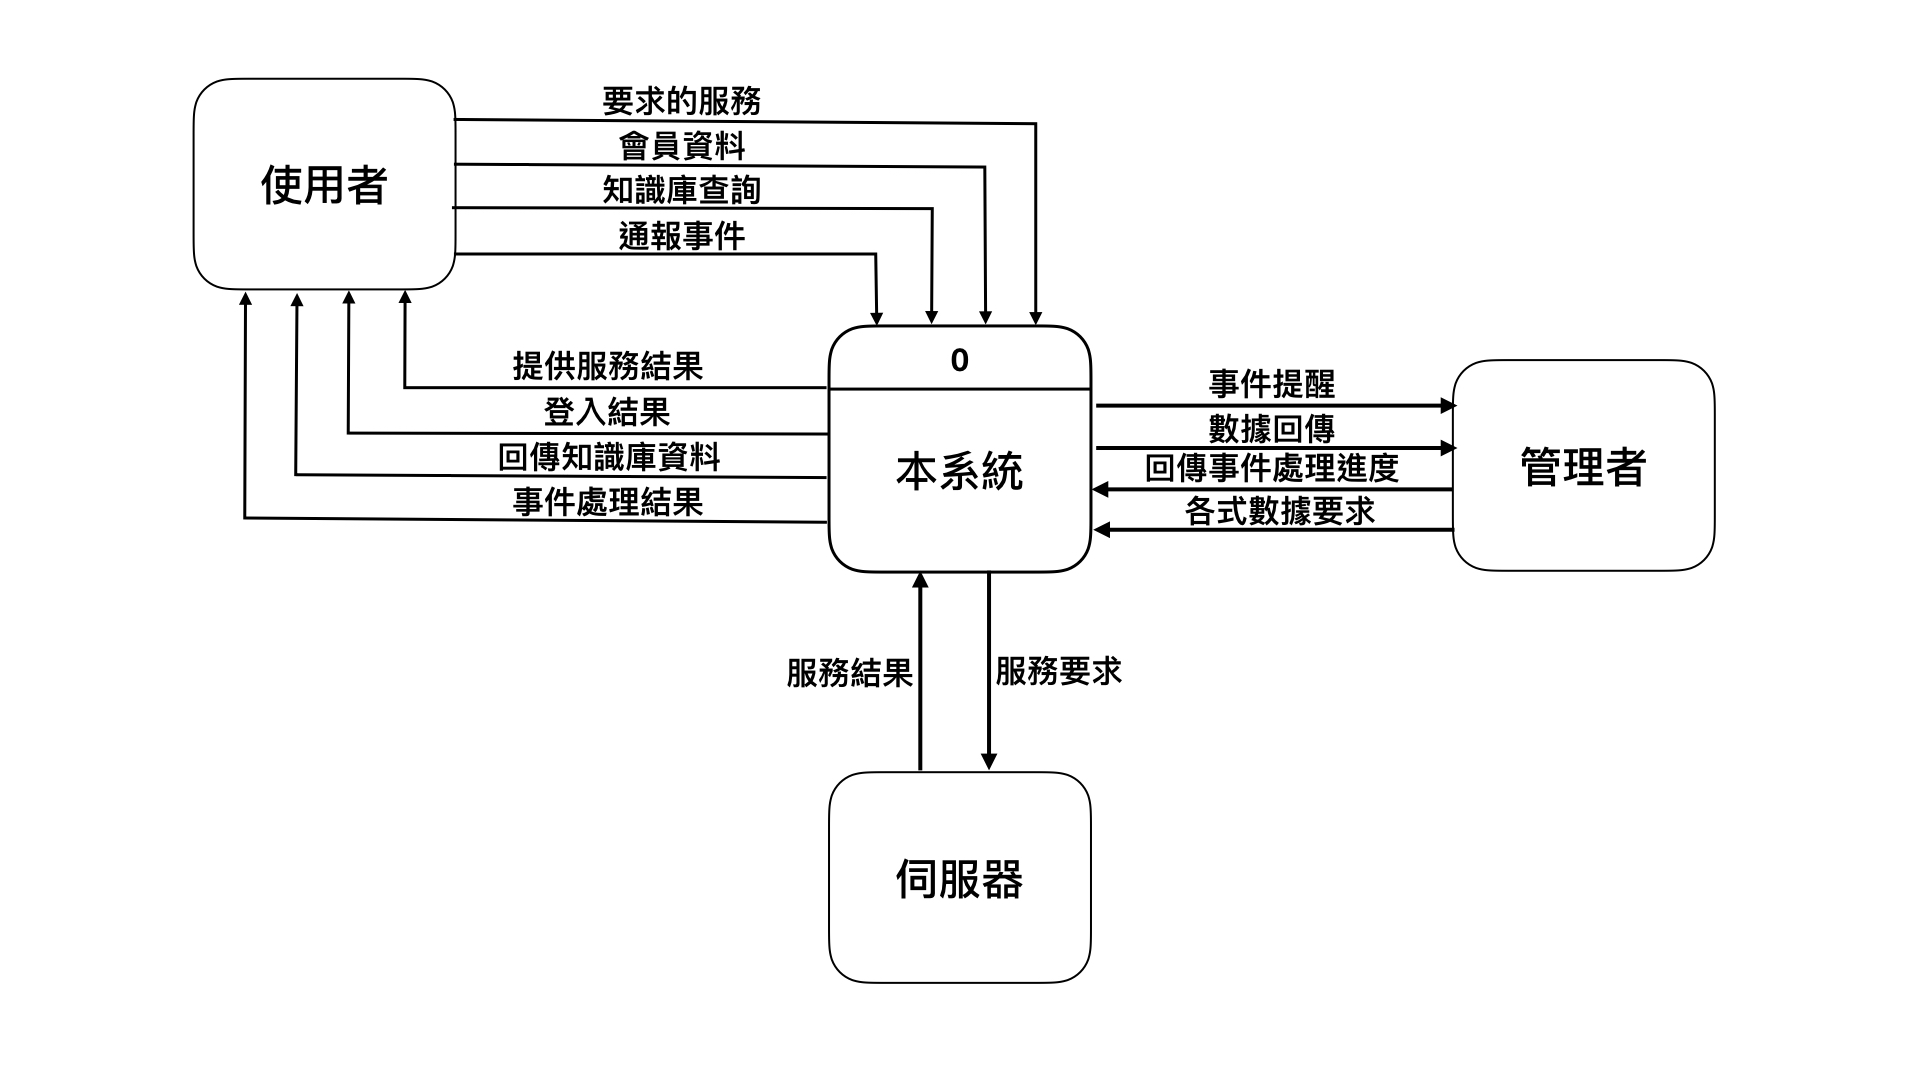 要求的服務
會員資料
使用者
知識庫查詢
通報事件
0
提供服務結果
事件提醒
登入結果
數據回傳
回傳知識庫資料
本系統
回傳事件處理進度
管理者
事件處理結果
各式數據要求
服務結果
服務要求
伺服器